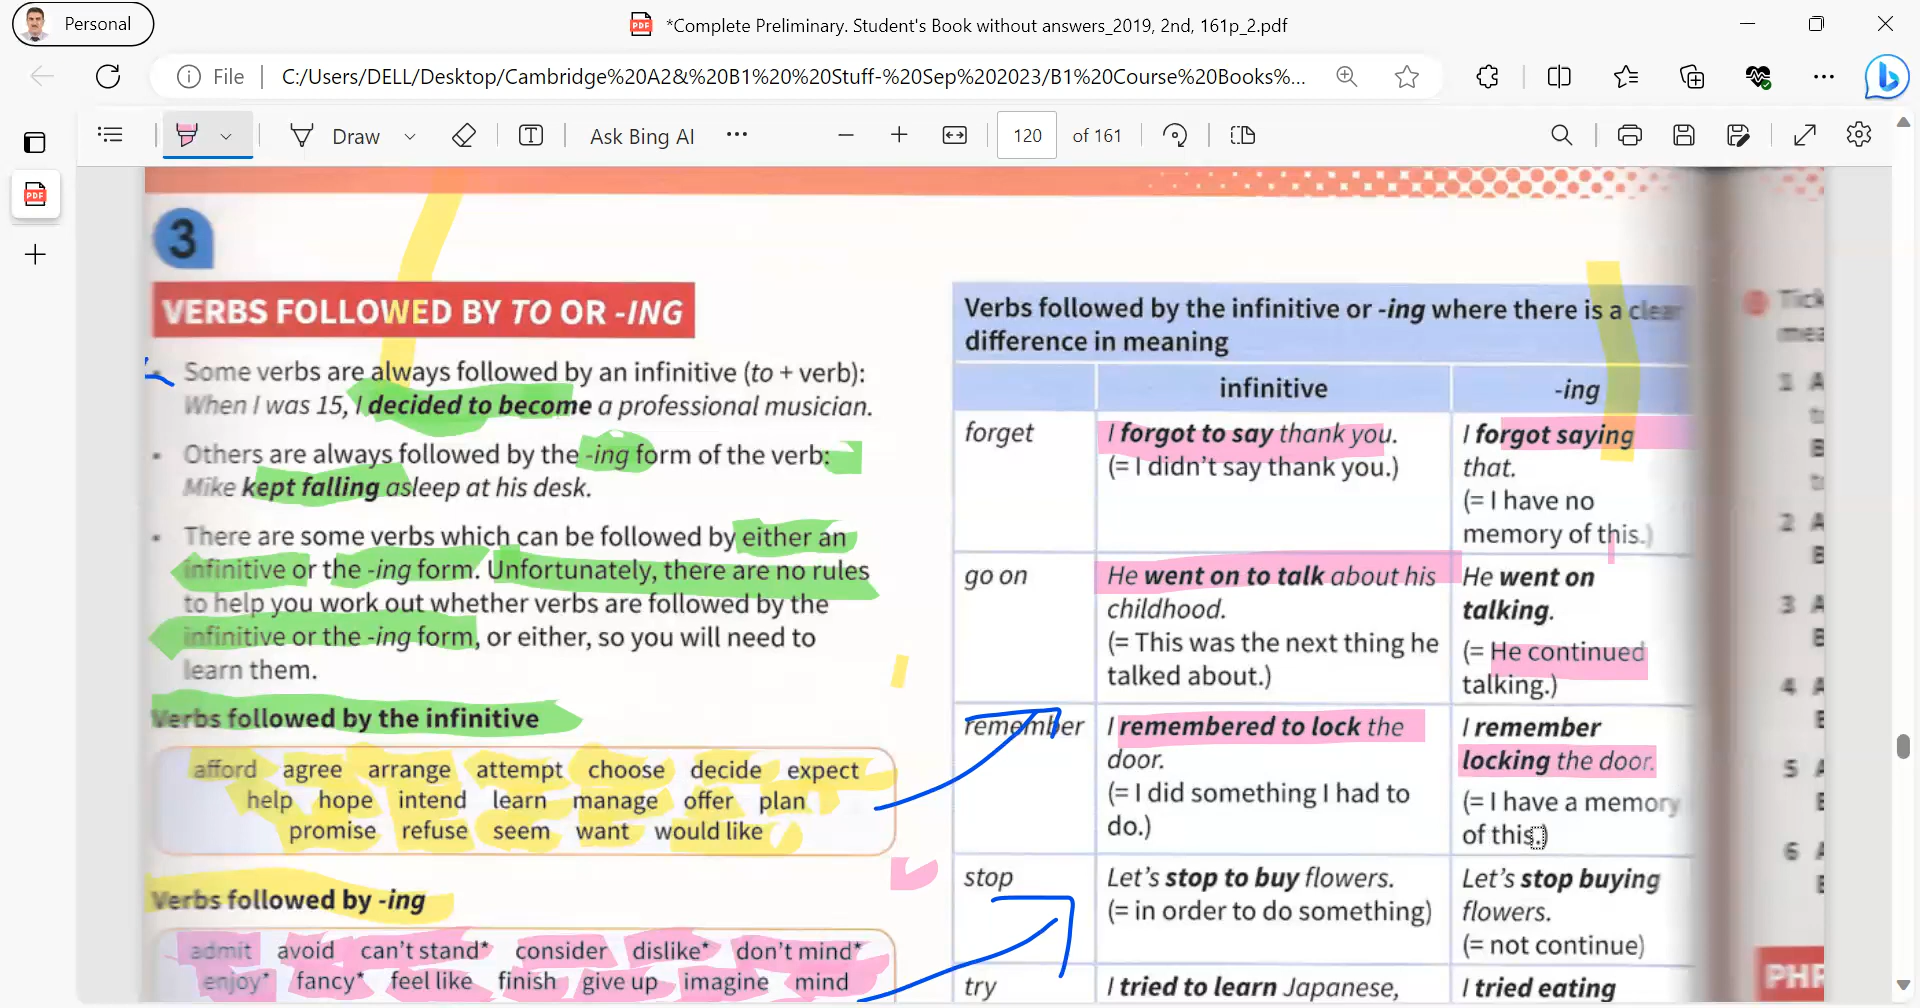 Personal
*Complete Preliminary. Student's Book without answers_2019, 2nd, 161p_2.pdf
File
C:/Users/DELL/Desktop/Cambridge%20A2&%20B1%20%20Stuff-%20Sep%202023/B1%20Course%20Books%...
Draw
Ask Bing AI
120 of 161
3
VERBS FOLLOWED BY TO OR -ING
• Some verbs are always followed by an infinitive (to + verb):
When I was 15, I decided to become a professional musician.
• Others are always followed by the -ing form of the verb:
Mike kept falling asleep at his desk.
• There are some verbs which can be followed by either an
infinitive or the -ing form. Unfortunately, there are no rules
to help you work out whether verbs are followed by the
infinitive or the -ing form, or either, so you will need to
learn them.
Verbs followed by the infinitive
afford agree arrange attempt choose decide expect
help hope intend learn manage offer plan
promise refuse seem want would like
Verbs followed by -ing
admit avoid can't stand* consider dislike* don't mind*
enjoy* fancy* feel like finish give up imagine mind
Verbs followed by the infinitive or -ing where there is a clear
difference in meaning
infinitive
-ing
forget
I forgot to say thank you.
(= I didn't say thank you.)
I forgot saying
that.
(= I have no
memory of this.)
go on
He went on to talk about his
childhood.
(= This was the next thing he
talked about.)
He went on
talking.
(= He continued
talking.)
remember
I remembered to lock the
door.
(= I did something I had to
do.)
I remember
locking the door.
(= I have a memory
of this.)
stop
Let's stop to buy flowers.
(= in order to do something)
Let's stop buying
flowers.
(= not continue)
try
I tried to learn Japanese,
I tried eating
Tick
1 A
B
2 A
B
3 A
B
4 A
B
5 A
B
6 A